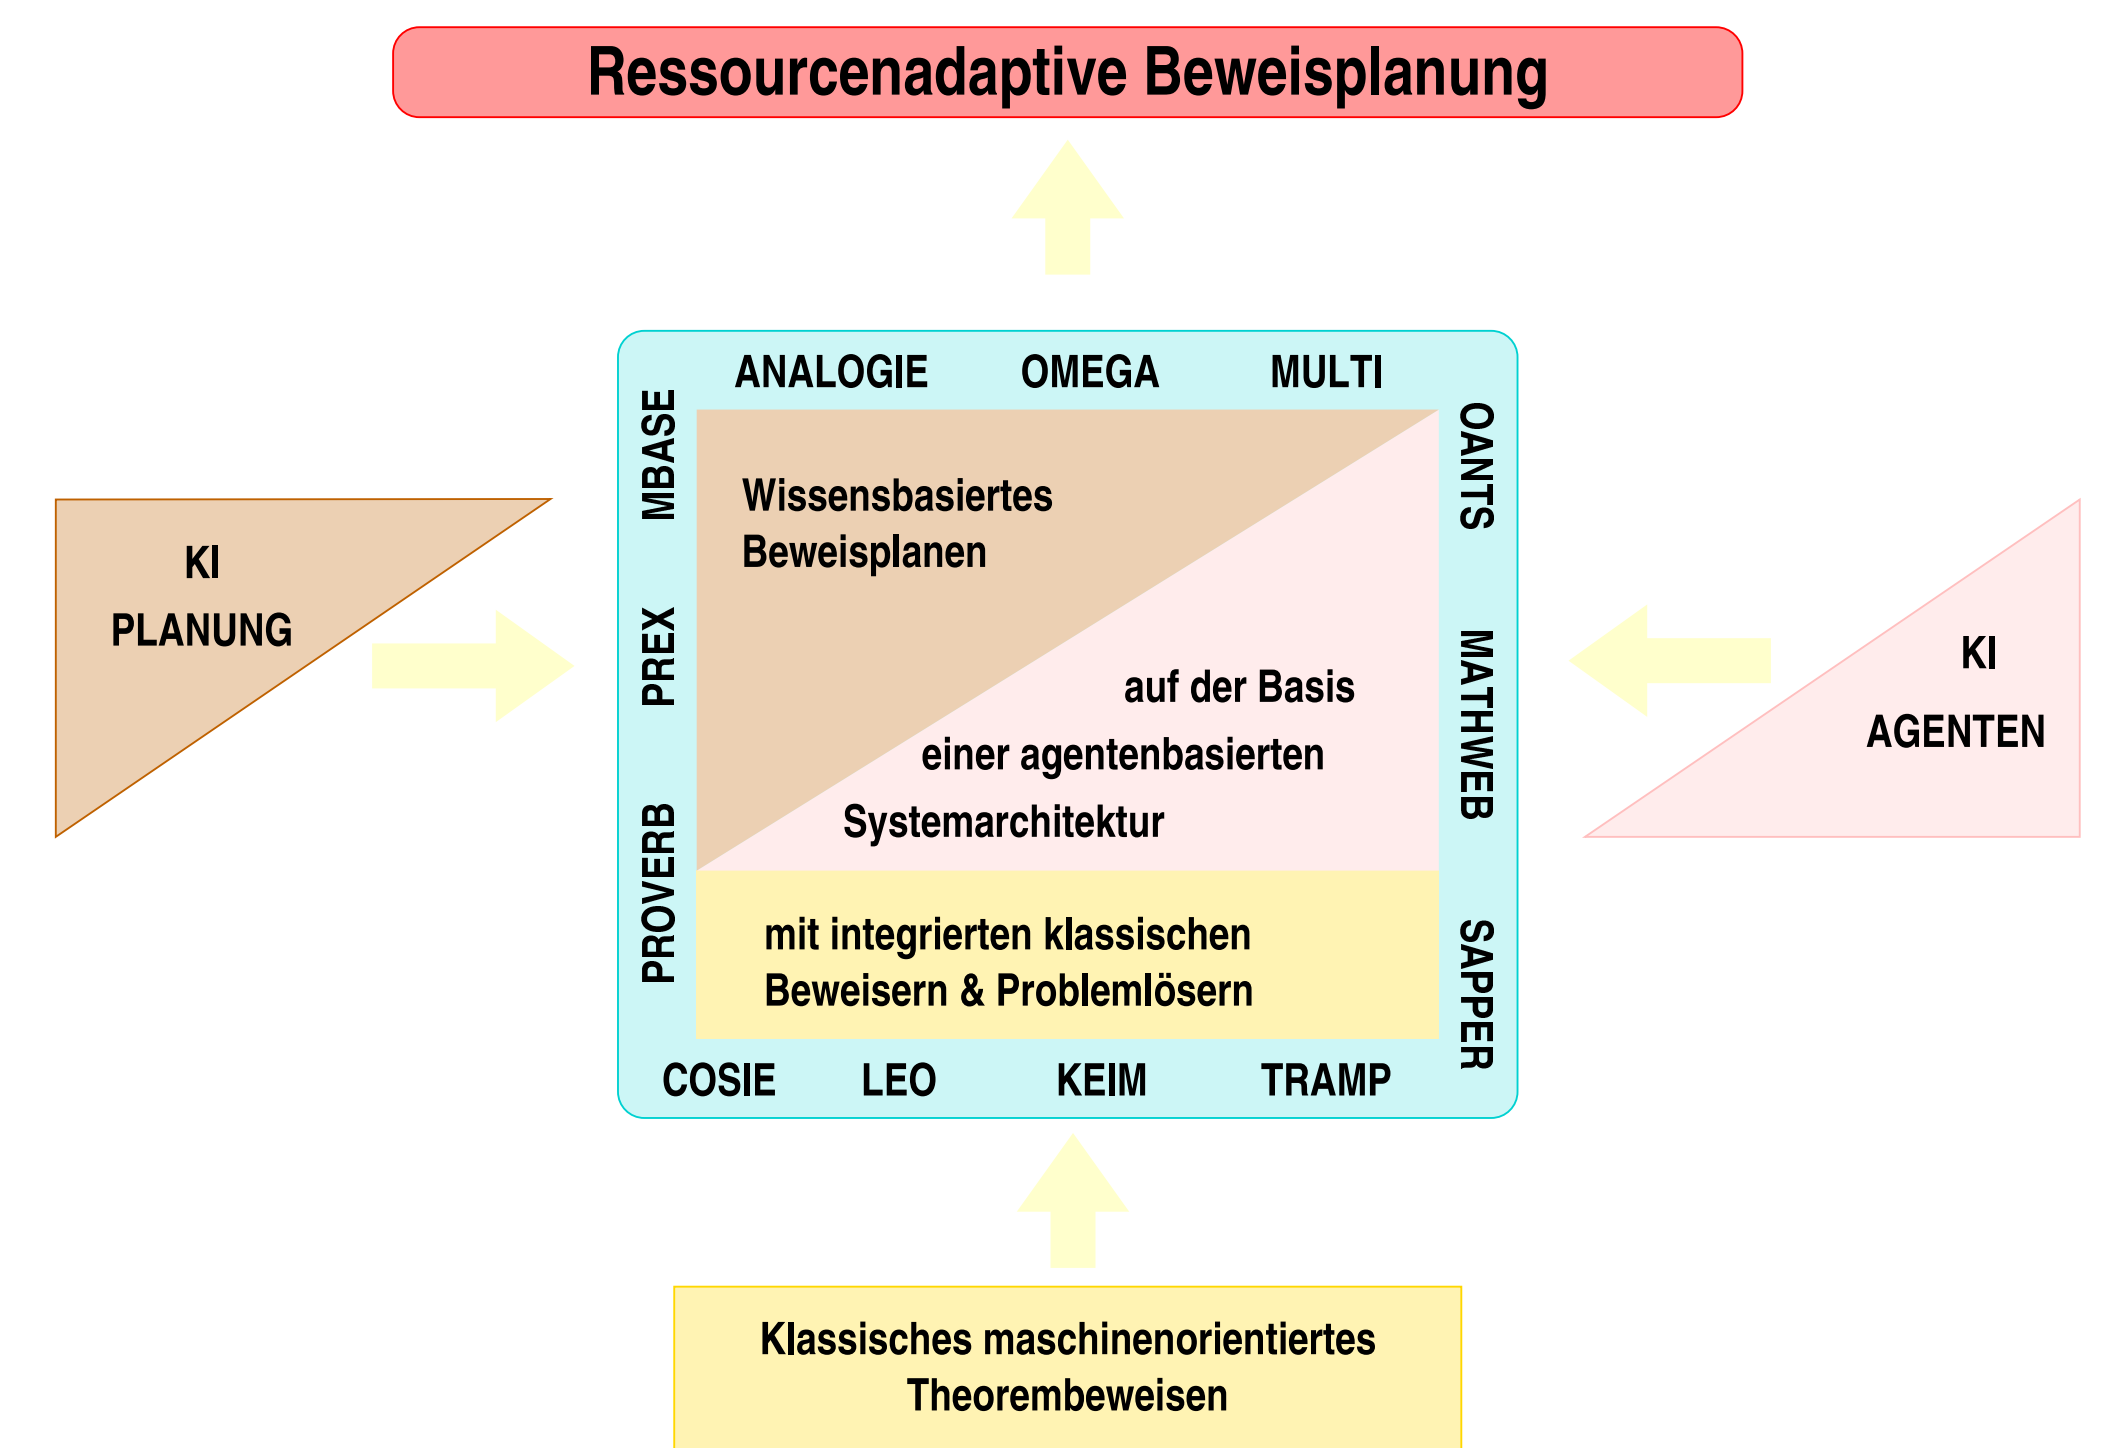 Ressourcenadaptive Beweisplanung
ANALOGIE OMEGA MULTI
MBASE
PREX
PROVERB
OANTS
MATHWEB
SAPPER
KI
PLANUNG
Wissensbasiertes
Beweisplanen
auf der Basis
einer agentenbasierten
Systemarchitektur
KI
AGENTEN
mit integrierten klassischen
Beweisern & Problemlösern
COSIE LEO KEIM TRAMP
Klassisches maschinenorientiertes
Theorembeweisen